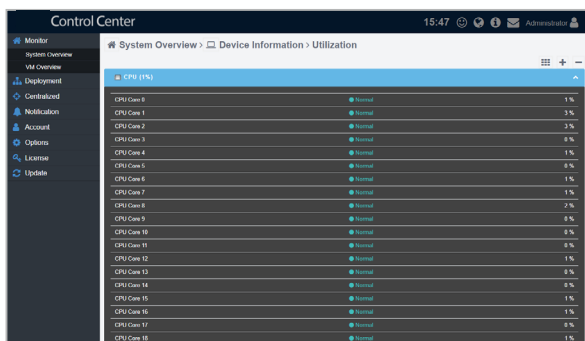 Control Center
15:47 Administrator
Monitor
System Overview
VM Overview
Deployment
Centralized
Notification
Account
Options
License
Update
System Overview > Device Information > Utilization
CPU (1%)
CPU Core 0 Normal 1 %
CPU Core 1 Normal 3 %
CPU Core 2 Normal 3 %
CPU Core 3 Normal 0 %
CPU Core 4 Normal 1 %
CPU Core 5 Normal 0 %
CPU Core 6 Normal 1 %
CPU Core 7 Normal 1 %
CPU Core 8 Normal 2 %
CPU Core 9 Normal 0 %
CPU Core 10 Normal 0 %
CPU Core 11 Normal 0 %
CPU Core 12 Normal 1 %
CPU Core 13 Normal 0 %
CPU Core 14 Normal 0 %
CPU Core 15 Normal 1 %
CPU Core 16 Normal 1 %
CPU Core 17 Normal 0 %
CPU Core 18 Normal 1 %